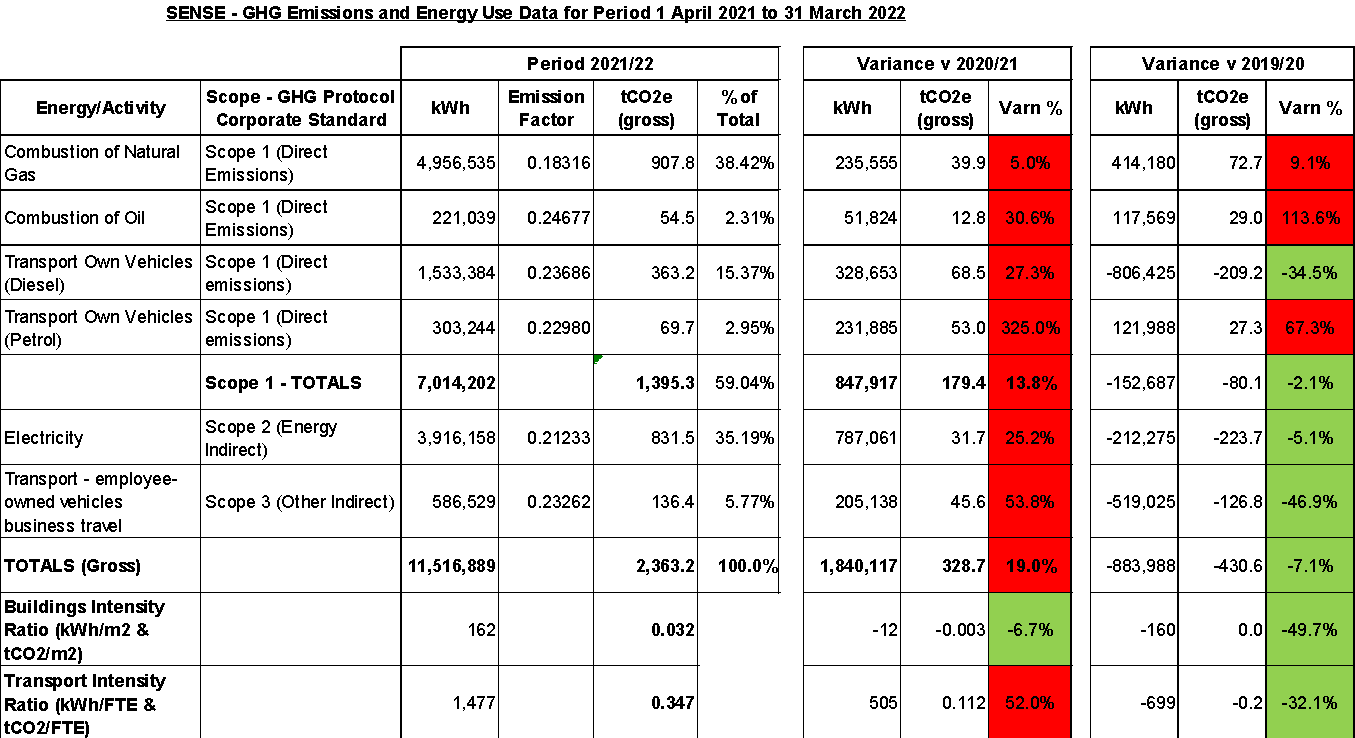 SENSE - GHG Emissions and Energy Use Data for Period 1 April 2021 to 31 March 2022
Period 2021/22 Variance v 2020/21 Variance v 2019/20
Energy/Activity Scope - GHG Protocol Corporate Standard kWh Emission Factor tCO2e (gross) % of Total kWh tCO2e (gross) Varn % kWh tCO2e (gross) Varn %
Combustion of Natural Gas Scope 1 (Direct Emissions) 4,956,535 0.18316 907.8 38.42% 235,555 39.9 5.0% 414,180 72.7 9.1%
Combustion of Oil Scope 1 (Direct Emissions) 221,039 0.24677 54.5 2.31% 51,824 12.8 30.6% 117,569 29.0 113.6%
Transport Own Vehicles (Diesel) Scope 1 (Direct emissions) 1,533,384 0.23686 363.2 15.37% 328,653 68.5 27.3% -806,425 -209.2 -34.5%
Transport Own Vehicles (Petrol) Scope 1 (Direct emissions) 303,244 0.22980 69.7 2.95% 231,885 53.0 325.0% 121,988 27.3 67.3%
Scope 1 - TOTALS 7,014,202 1,395.3 59.04% 847,917 179.4 13.8% -152,687 -80.1 -2.1%
Electricity Scope 2 (Energy Indirect) 3,916,158 0.21233 831.5 35.19% 787,061 31.7 25.2% -212,275 -223.7 -5.1%
Transport - employee-owned vehicles business travel Scope 3 (Other Indirect) 586,529 0.23262 136.4 5.77% 205,138 45.6 53.8% -519,025 -126.8 -46.9%
TOTALS (Gross) 11,516,889 2,363.2 100.0% 1,840,117 328.7 19.0% -883,988 -430.6 -7.1%
Buildings Intensity Ratio (kWh/m2 & tCO2/m2) 162 0.032 -12 -0.003 -6.7% -160 0.0 -49.7%
Transport Intensity Ratio (kWh/FTE & tCO2/FTE) 1,477 0.347 505 0.112 52.0% -699 -0.2 -32.1%